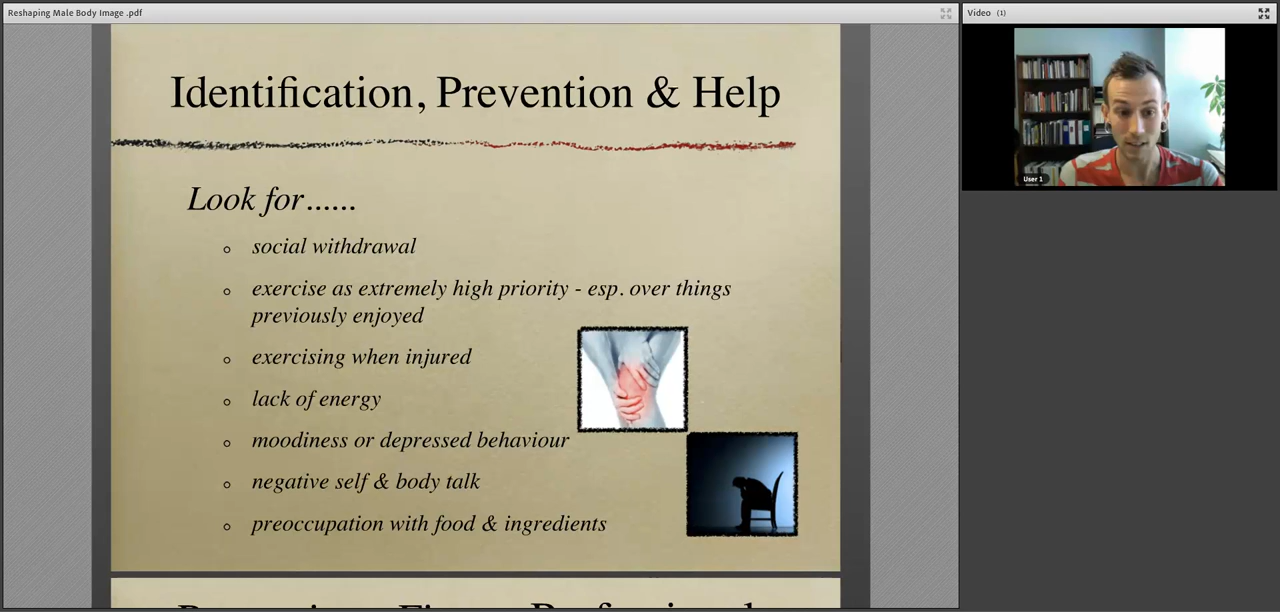 Reshaping Male Body Image .pdf
Video (1)
Identification, Prevention & Help
Look for......
social withdrawal
exercise as extremely high priority - esp. over things
previously enjoyed
exercising when injured
lack of energy
moodiness or depressed behaviour
negative self & body talk
preoccupation with food & ingredients
User 1